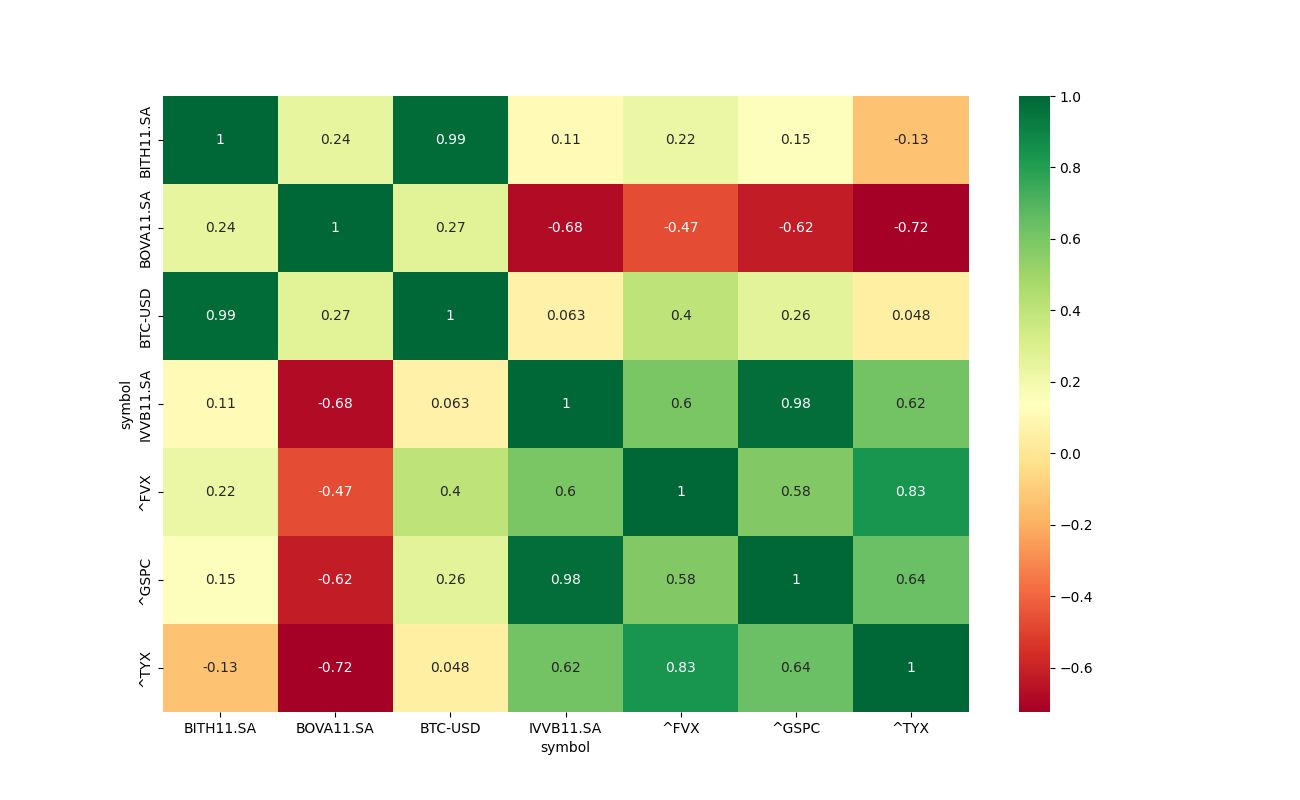 BITH11.SA 1 0.24 0.99 0.11 0.22 0.15 -0.13
BOVA11.SA 0.24 1 0.27 -0.68 -0.47 -0.62 -0.72
BTC-USD 0.99 0.27 1 0.063 0.4 0.26 0.048
IVVB11.SA 0.11 -0.68 0.063 1 0.6 0.98 0.62
^FVX 0.22 -0.47 0.4 0.6 1 0.58 0.83
^GSPC 0.15 -0.62 0.26 0.98 0.58 1 0.64
^TYX -0.13 -0.72 0.048 0.62 0.83 0.64 1
symbol
BITH11.SA BOVA11.SA BTC-USD IVVB11.SA ^FVX ^GSPC ^TYX
symbol
1.0
0.8
0.6
0.4
0.2
0.0
−0.2
−0.4
−0.6